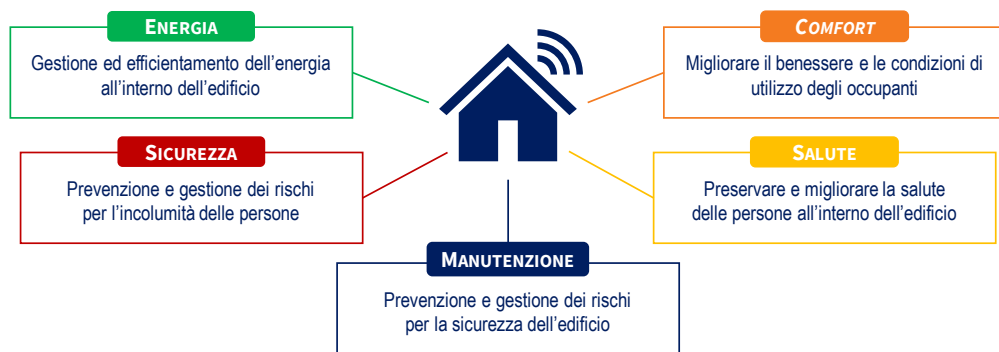 ENERGIA
Gestione ed efficientamento dell'energia
all'interno dell'edificio
COMFORT
Migliorare il benessere e le condizioni di
utilizzo degli occupanti
SICUREZZA
Prevenzione e gestione dei rischi
per l'incolumità delle persone
SALUTE
Preservare e migliorare la salute
delle persone all'interno dell'edificio
MANUTENZIONE
Prevenzione e gestione dei rischi
per la sicurezza dell'edificio